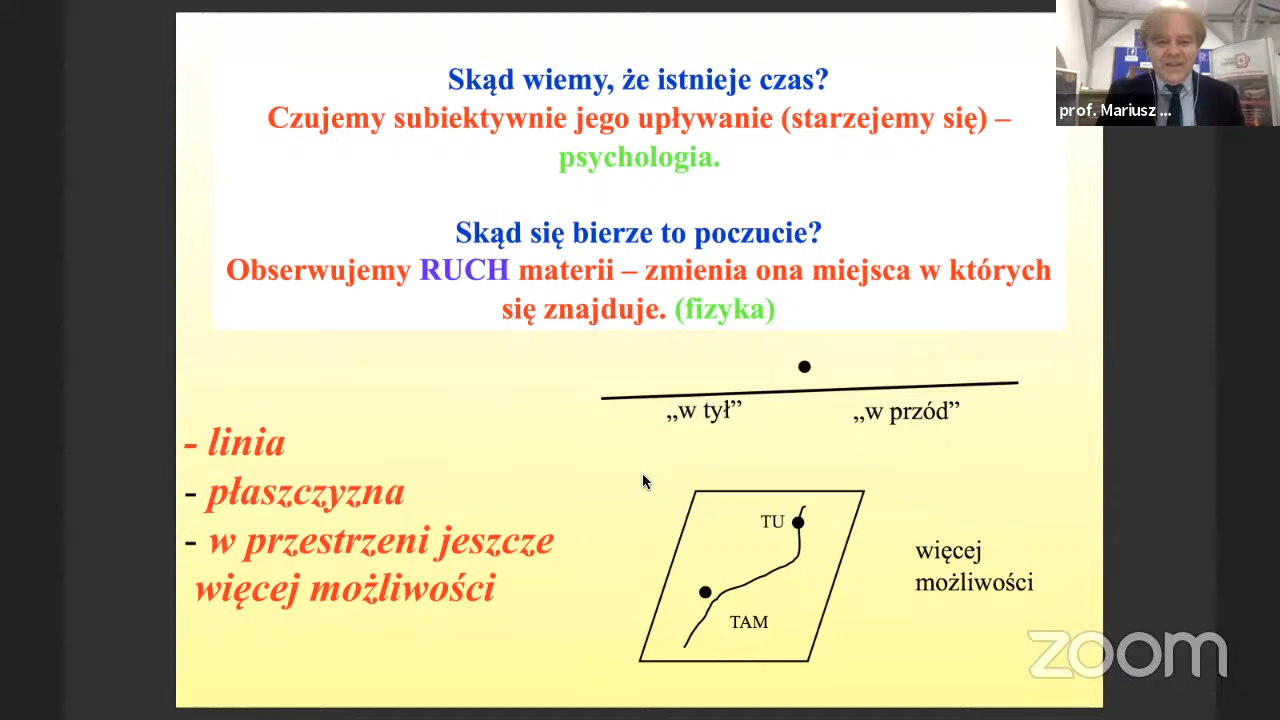 Skąd wiemy, że istnieje czas?
Czujemy subiektywnie jego upływanie (starzejemy się) –
psychologia.
Skąd się bierze to poczucie?
Obserwujemy RUCH materii – zmienia ona miejsca w których
się znajduje. (fizyka)
„w tył” „w przód”
- linia
- płaszczyzna
- w przestrzeni jeszcze
więcej możliwości
TU
TAM
więcej
możliwości
prof. Mariusz ...
zoom